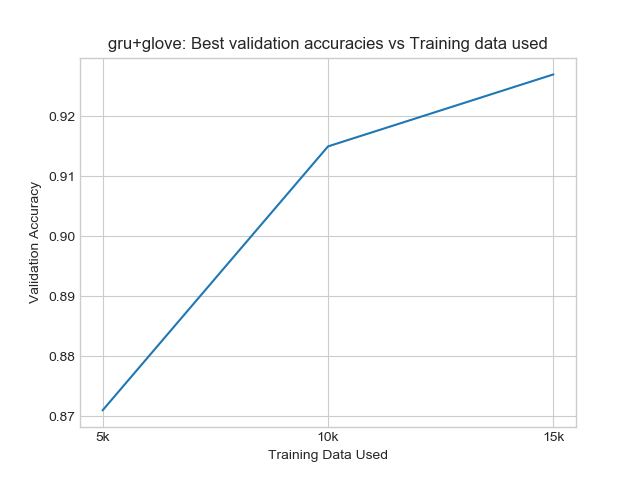 gru+glove: Best validation accuracies vs Training data used
0.92
0.91
0.90
0.89
0.88
0.87
Validation Accuracy
5k 10k 15k
Training Data Used